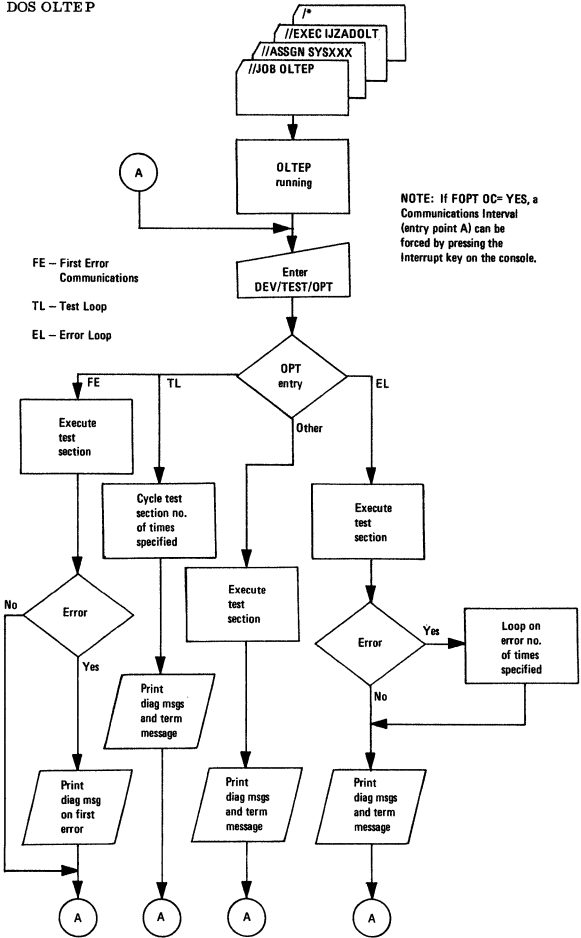 DOS OLTEP
/*
//EXEC IJZADOLT
//ASSGN SYSXXX
//JOB OLTEP
OLTEP
running
A
NOTE: If FOPT OC= YES, a
Communications Interval
(entry point A) can be
forced by pressing the
Interrupt key on the console.
FE – First Error
Communications
TL – Test Loop
EL – Error Loop
Enter
DEV/TEST/OPT
OPT
entry
FE
TL
Other
EL
Execute
test
section
Cycle test
section no.
of times
specified
Execute
test
section
Execute
test
section
Error
No
Yes
Error
Yes
No
Loop on
error no.
of times
specified
Print
diag msgs
and term
message
Print
diag msg
on first
error
Print
diag msgs
and term
message
Print
diag msgs
and term
message
A
A
A
A